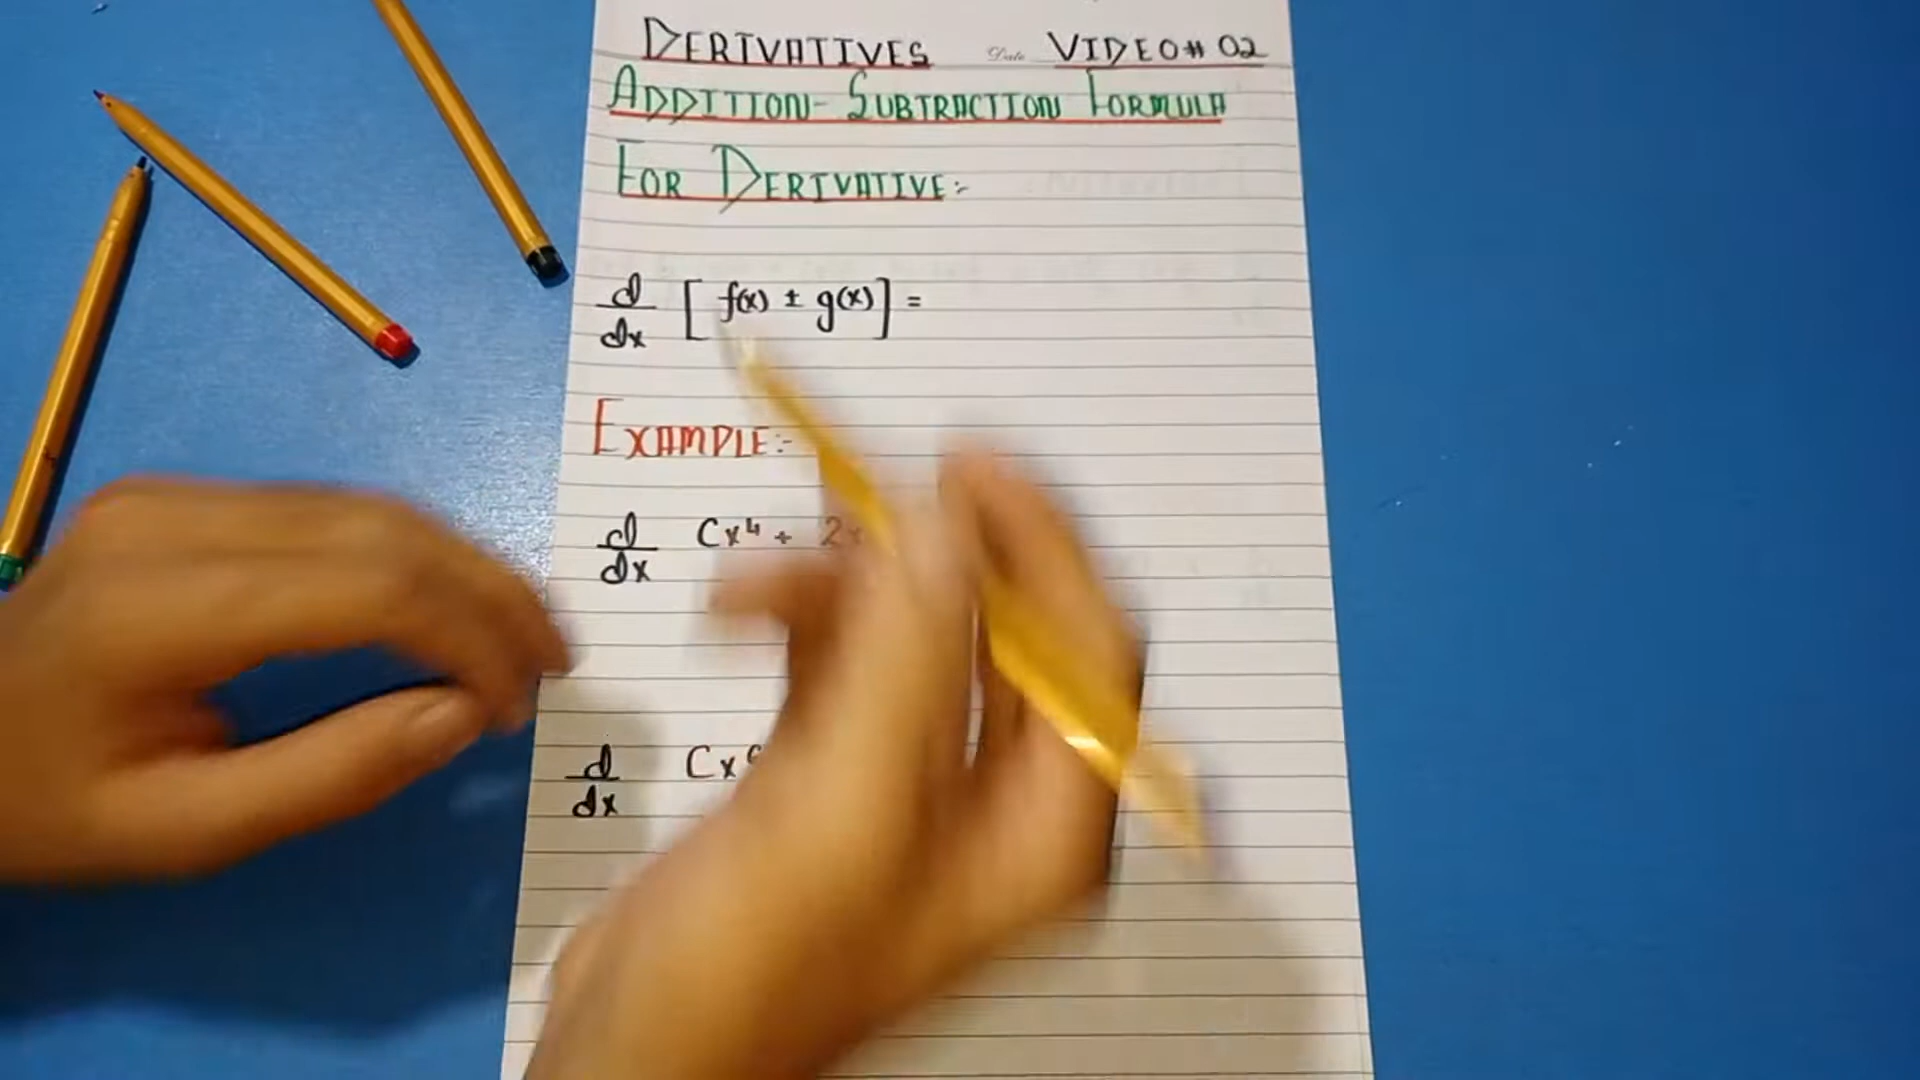 DERIVATIVES Date VIDEO# 02
ADDITION- SUBTRACTION FORMULA
FOR DERIVATIVE:-
d/dx [ f(x) ± g(x) ] =
EXAMPLE:-
d/dx Cx⁴ + 2x
d/dx Cx